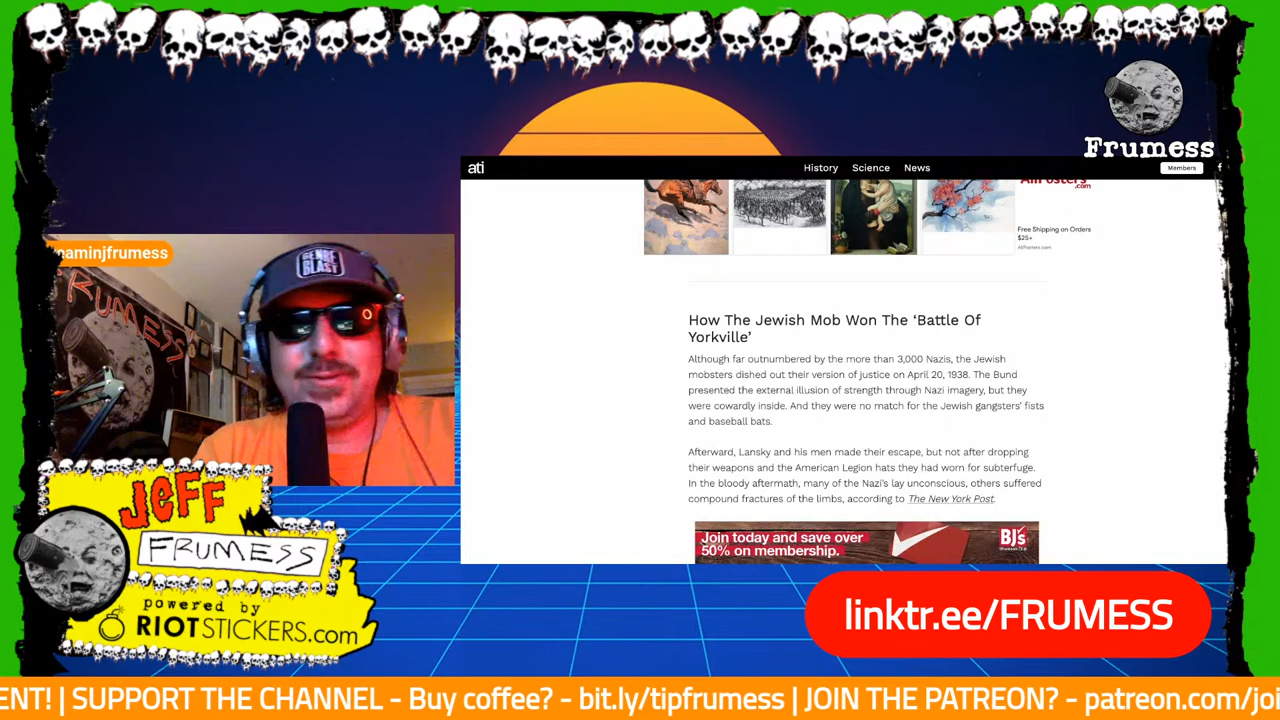 Frumess
ati
History Science News
Members
f
AllPosters
.com
Free Shipping on Orders
$25+
AllPosters.com
aminjfrumess
FRUMESS
GENRE
BLAST
How The Jewish Mob Won The ‘Battle Of
Yorkville’
Although far outnumbered by the more than 3,000 Nazis, the Jewish
mobsters dished out their version of justice on April 20, 1938. The Bund
presented the external illusion of strength through Nazi imagery, but they
were cowardly inside. And they were no match for the Jewish gangsters’ fists
and baseball bats.
Afterward, Lansky and his men made their escape, but not after dropping
their weapons and the American Legion hats they had worn for subterfuge.
In the bloody aftermath, many of the Nazi’s lay unconscious, others suffered
compound fractures of the limbs, according to The New York Post.
Join today and save over
50% on membership.
BJ's
JEFF
FRUMESS
powered by
RIOTSTICKERS.com
linktr.ee/FRUMESS
ENT! | SUPPORT THE CHANNEL - Buy coffee? - bit.ly/tipfrumess | JOIN THE PATREON? - patreon.com/joi